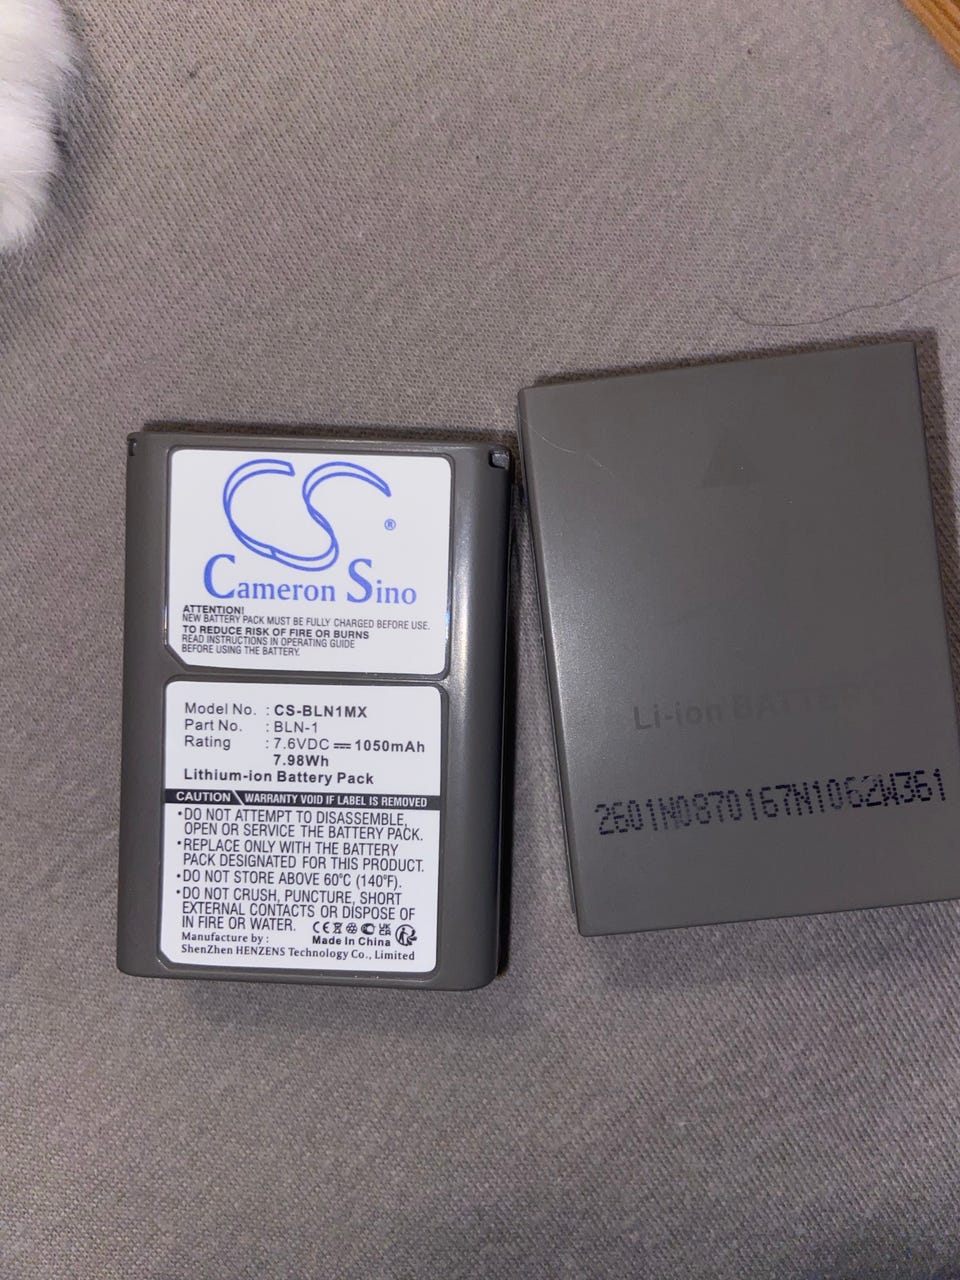 CS®
Cameron Sino
ATTENTION!
NEW BATTERY PACK MUST BE FULLY CHARGED BEFORE USE.
TO REDUCE RISK OF FIRE OR BURNS
READ INSTRUCTIONS IN OPERATING GUIDE
BEFORE USING THE BATTERY.
Model No. : CS-BLN1MX
Part No. : BLN-1
Rating : 7.6VDC ⎓ 1050mAh
7.98Wh
Lithium-ion Battery Pack
CAUTION WARRANTY VOID IF LABEL IS REMOVED
•DO NOT ATTEMPT TO DISASSEMBLE,
OPEN OR SERVICE THE BATTERY PACK.
•REPLACE ONLY WITH THE BATTERY
PACK DESIGNATED FOR THIS PRODUCT.
•DO NOT STORE ABOVE 60°C (140°F).
•DO NOT CRUSH, PUNCTURE, SHORT
EXTERNAL CONTACTS OR DISPOSE OF
IN FIRE OR WATER.
CE UKCA
Manufacture by : Made In China
ShenZhen HENZENS Technology Co., Limited
Li-ion BATTERY
2601N0870167N1062W361